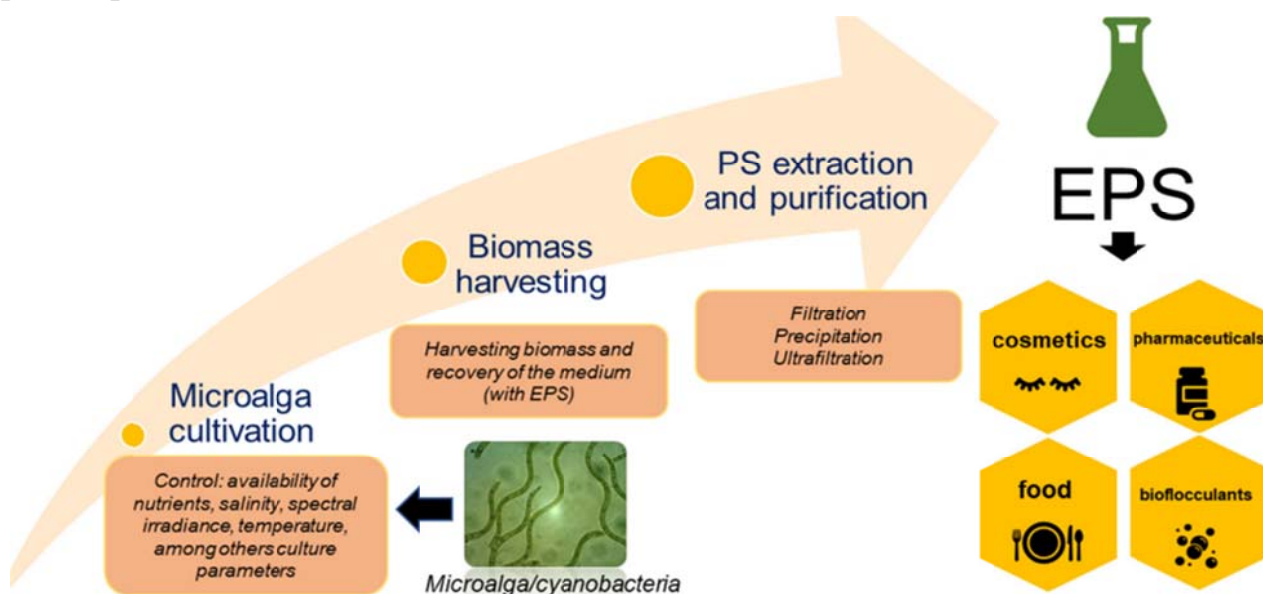 Microalga
cultivation
Control: availability of
nutrients, salinity, spectral
irradiance, temperature,
among others culture
parameters
Microalga/cyanobacteria
Biomass
harvesting
Harvesting biomass and
recovery of the medium
(with EPS)
PS extraction
and purification
Filtration
Precipitation
Ultrafiltration
EPS
cosmetics
pharmaceuticals
food
bioflocculants